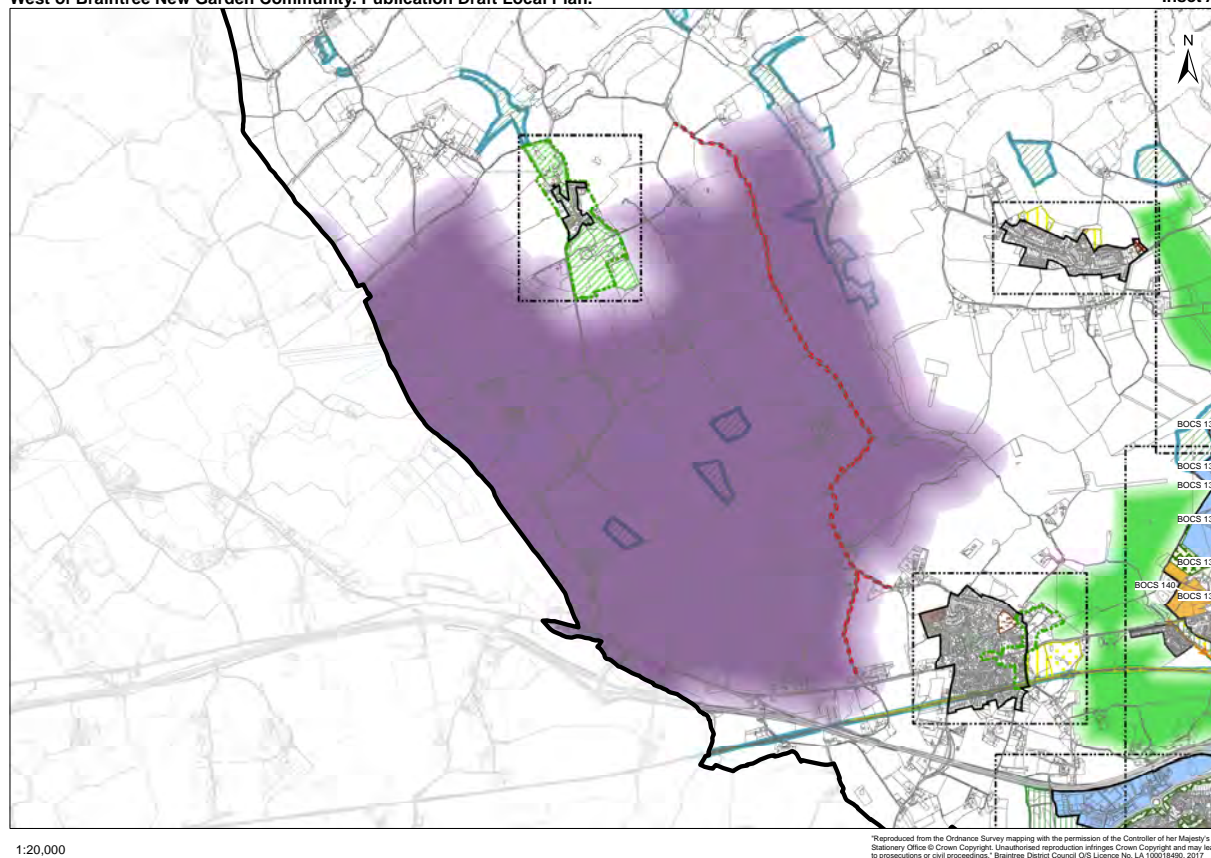 West of Braintree New Garden Community. Publication Draft Local Plan.
Inset
N
BOCS 13
BOCS 13
BOCS 13
BOCS 13
BOCS 13
BOCS 140
BOCS 13
1:20,000
"Reproduced from the Ordnance Survey mapping with the permission of the Controller of her Majesty's
Stationery Office © Crown Copyright. Unauthorised reproduction infringes Crown Copyright and may lea
to prosecutions or civil proceedings." Braintree District Council O/S Licence No. LA 100018490. 2017